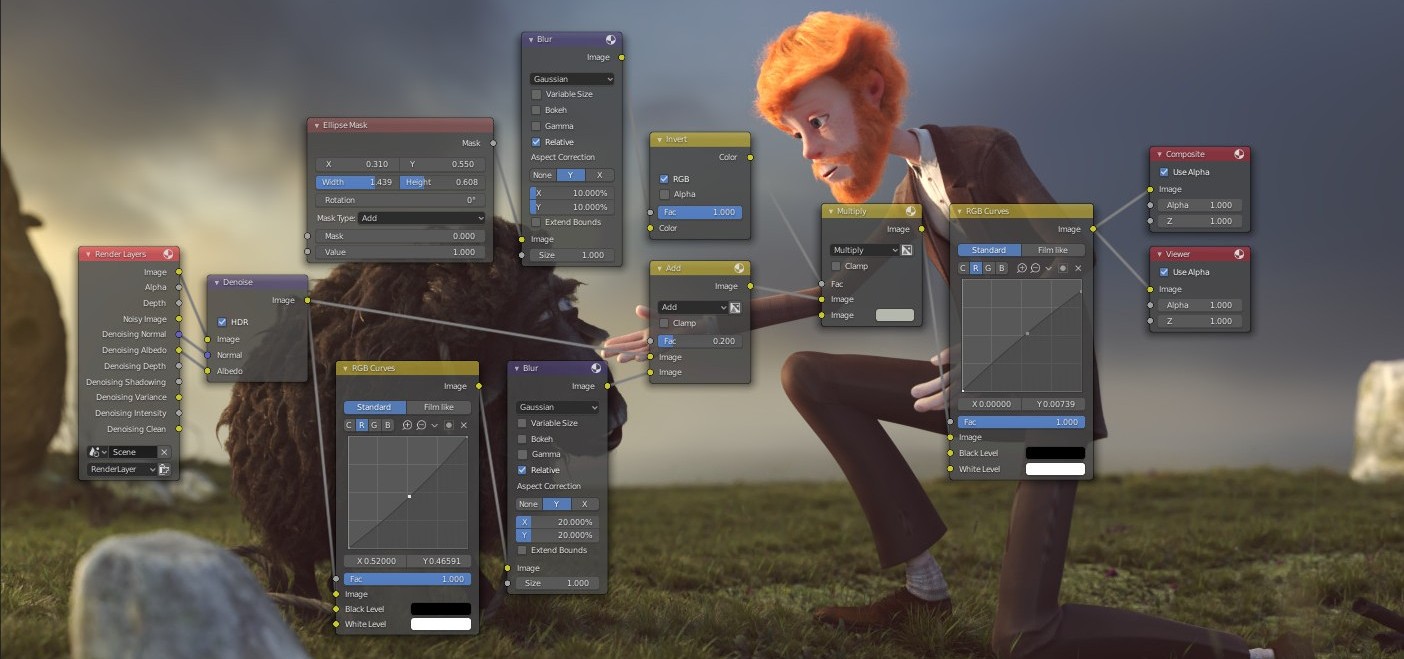 Render Layers
Image
Alpha
Depth
Noisy Image
Denoising Normal
Denoising Albedo
Denoising Depth
Denoising Shadowing
Denoising Variance
Denoising Intensity
Denoising Clean
Scene
RenderLayer
Denoise
Image
HDR
Image
Normal
Albedo
Ellipse Mask
Mask
X 0.310 Y 0.550
Width 1.439 Height 0.608
Rotation 0°
Mask Type: Add
Mask 0.000
Value 1.000
RGB Curves
Image
Standard Film like
C R G B
X 0.52000 Y 0.46591
Fac 1.000
Image
Black Level
White Level
Blur
Image
Gaussian
Variable Size
Bokeh
Gamma
Relative
Aspect Correction
None Y X
X 10.000%
Y 10.000%
Extend Bounds
Image
Size 1.000
Blur
Image
Gaussian
Variable Size
Bokeh
Gamma
Relative
Aspect Correction
None Y X
X 20.000%
Y 20.000%
Extend Bounds
Image
Size 1.000
Invert
Color
RGB
Alpha
Fac 1.000
Color
Add
Image
Add
Clamp
Fac 0.200
Image
Image
Multiply
Image
Multiply
Clamp
Fac
Image
Image
RGB Curves
Image
Standard Film like
C R G B
X 0.00000 Y 0.00739
Fac 1.000
Image
Black Level
White Level
Composite
Use Alpha
Image
Alpha 1.000
Z 1.000
Viewer
Use Alpha
Image
Alpha 1.000
Z 1.000